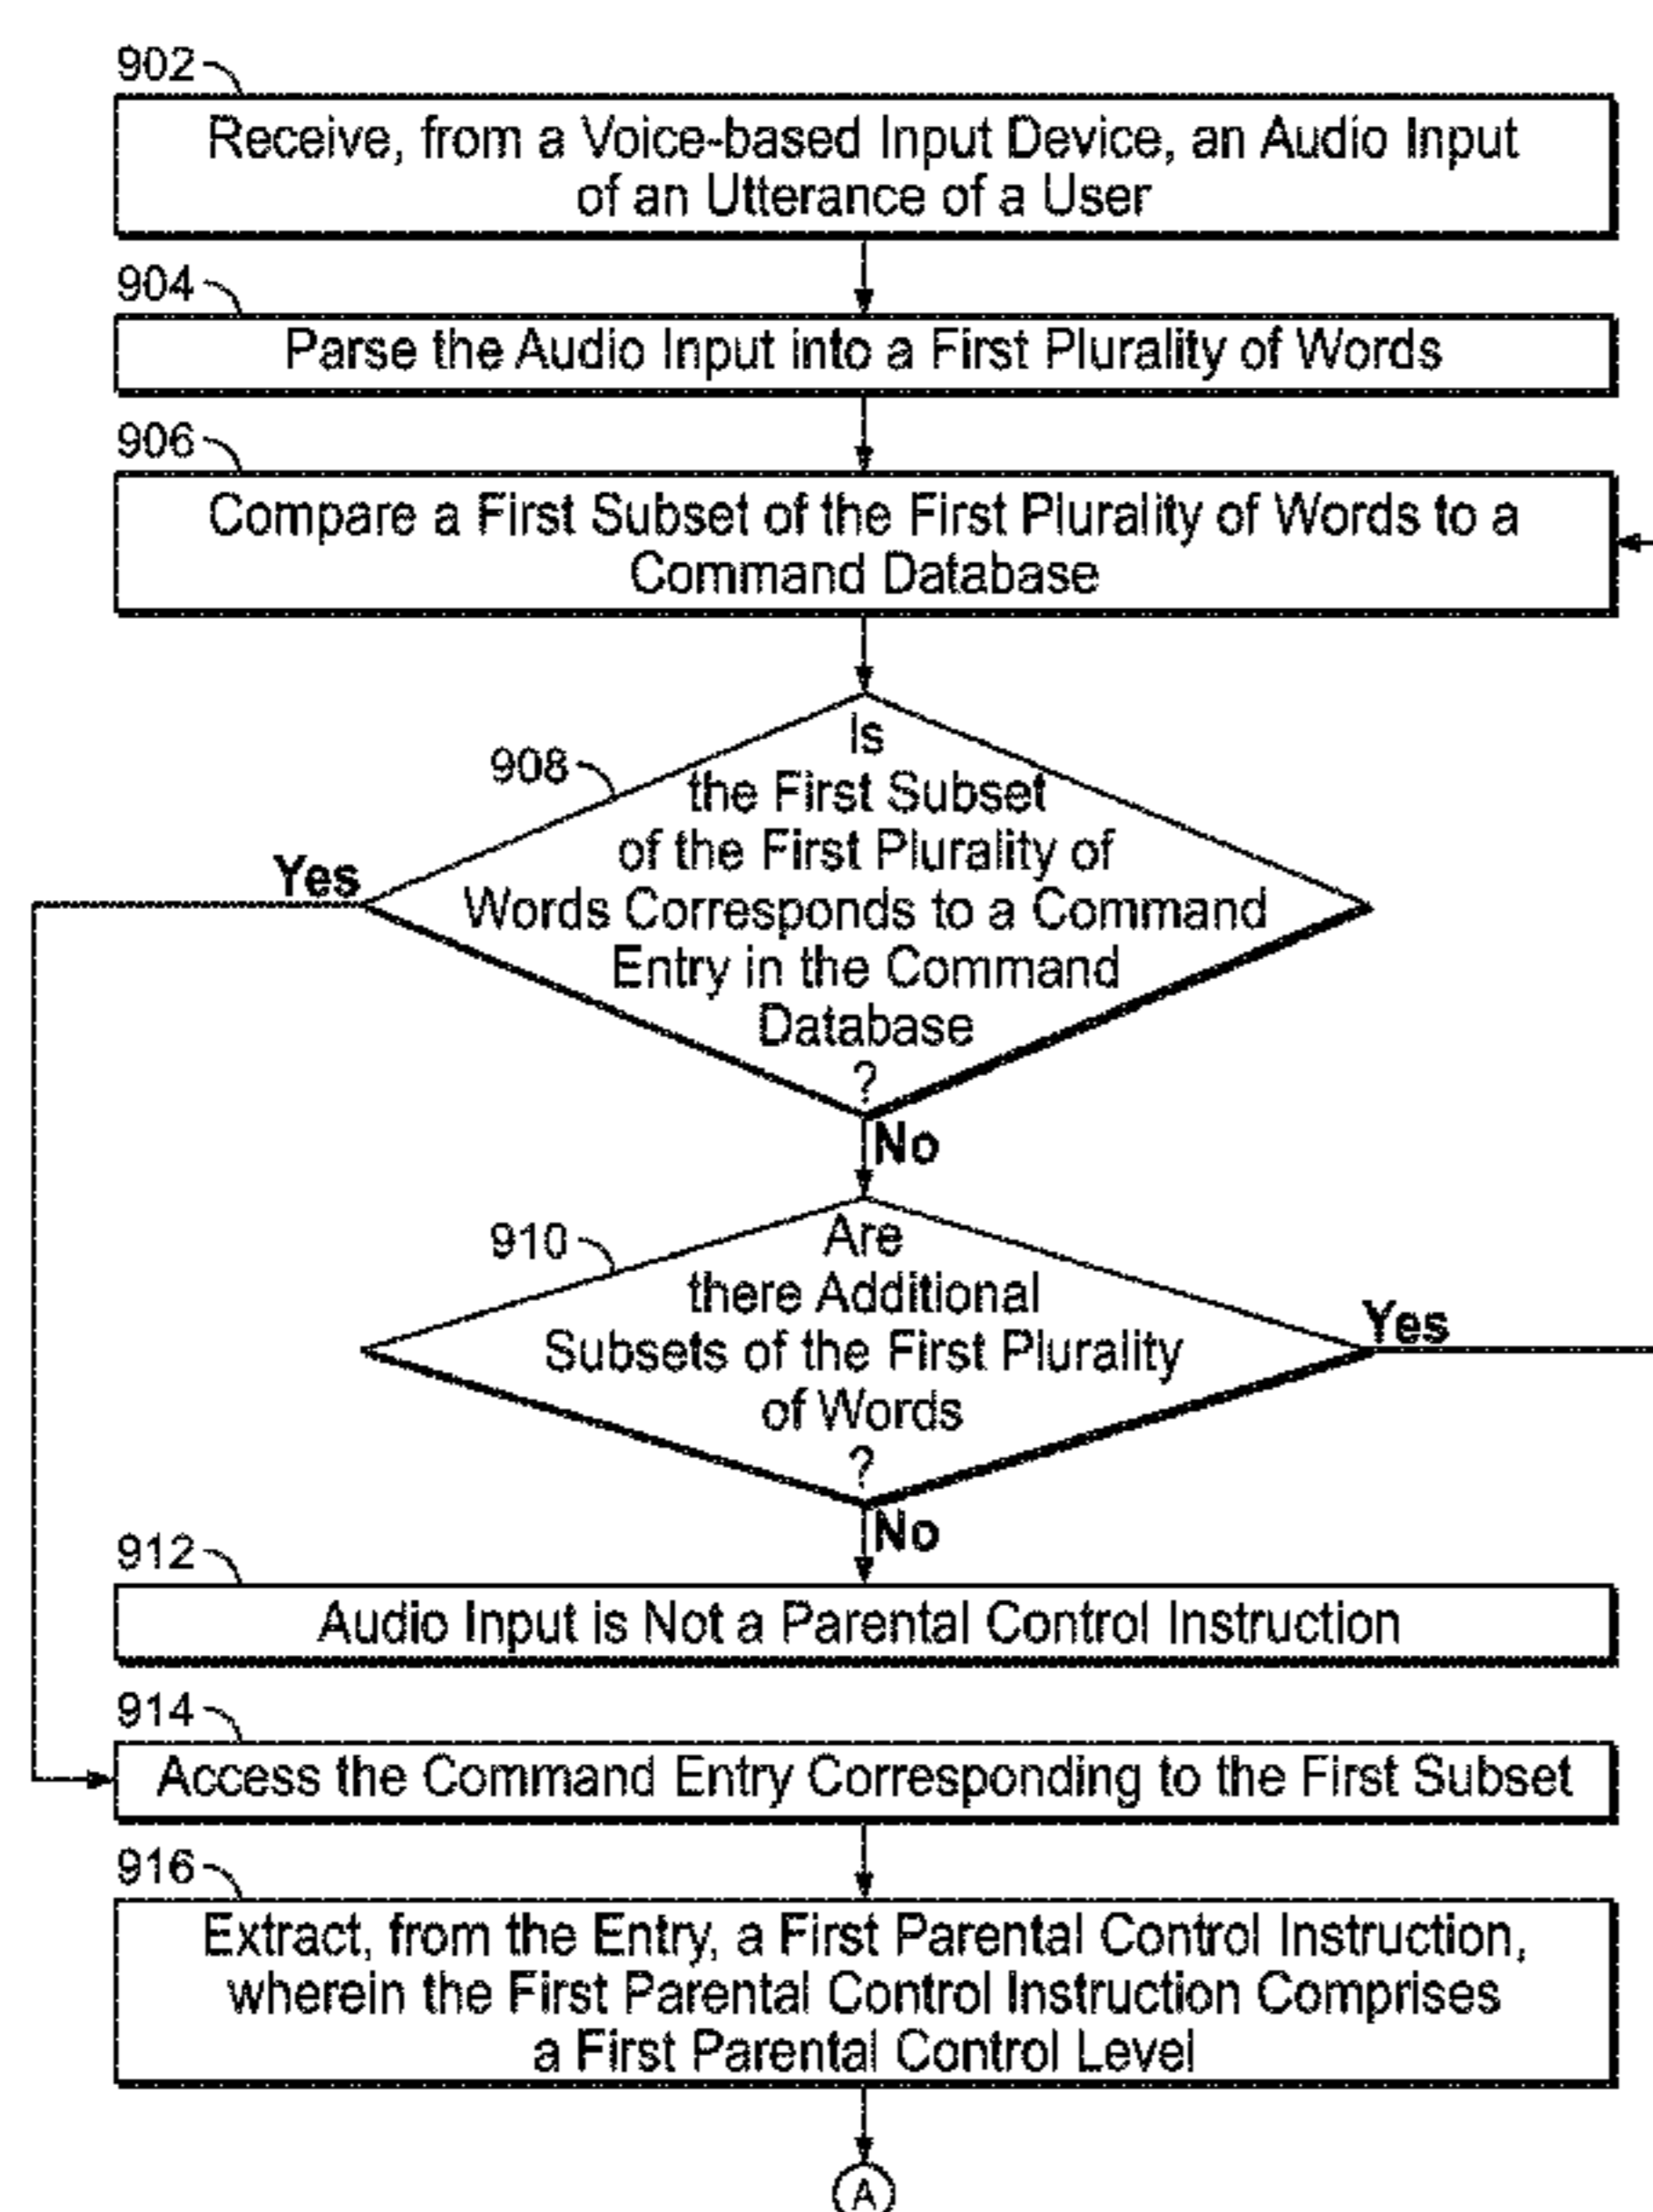 902
Receive, from a Voice-based Input Device, an Audio Input
of an Utterance of a User
904
Parse the Audio Input into a First Plurality of Words
906
Compare a First Subset of the First Plurality of Words to a
Command Database
908
Is
the First Subset
of the First Plurality of
Words Corresponds to a Command
Entry in the Command
Database
?
Yes
No
910
Are
there Additional
Subsets of the First Plurality
of Words
?
Yes
No
912
Audio Input is Not a Parental Control Instruction
914
Access the Command Entry Corresponding to the First Subset
916
Extract, from the Entry, a First Parental Control Instruction,
wherein the First Parental Control Instruction Comprises
a First Parental Control Level
A